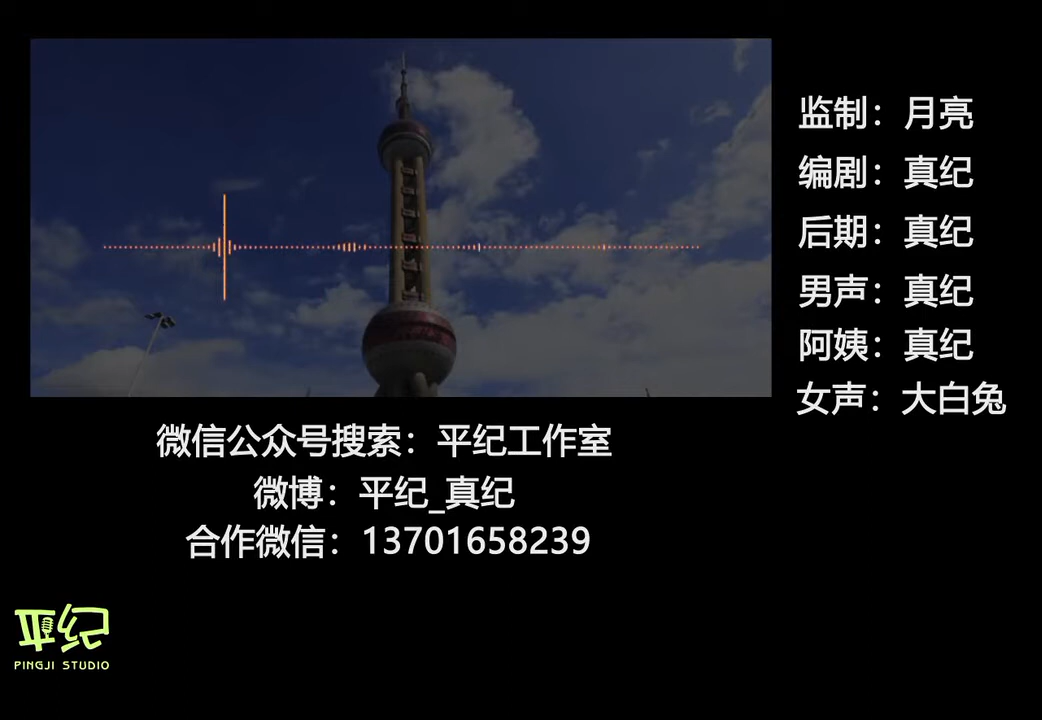 监制：月亮
编剧：真纪
后期：真纪
男声：真纪
阿姨：真纪
女声：大白兔
微信公众号搜索：平纪工作室
微博：平纪_真纪
合作微信：13701658239
平纪
PINGJI STUDIO